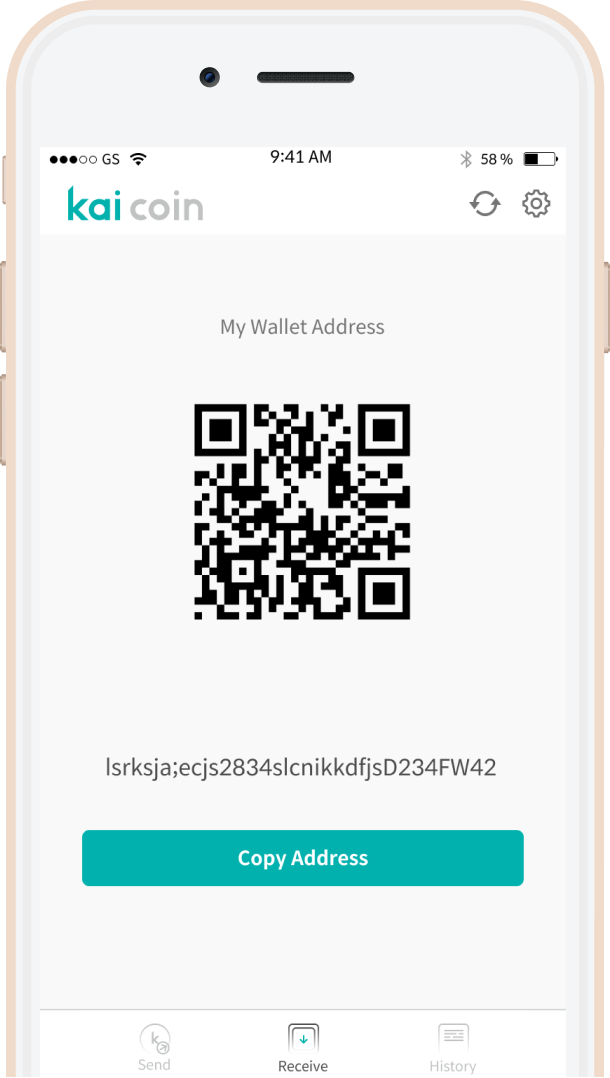 GS 9:41 AM 58 %
kai coin
My Wallet Address
lsrksja;ecjs2834slcnikkdfjsD234FW42
Copy Address
k
Send Receive History